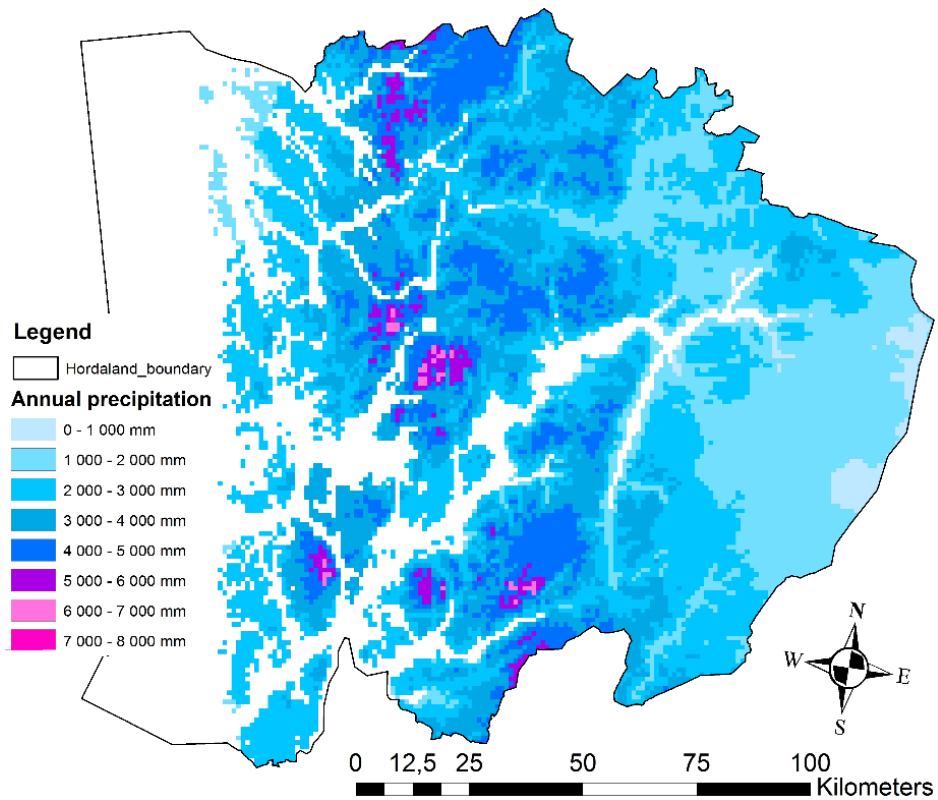 Legend
Hordaland_boundary
Annual precipitation
0 - 1 000 mm
1 000 - 2 000 mm
2 000 - 3 000 mm
3 000 - 4 000 mm
4 000 - 5 000 mm
5 000 - 6 000 mm
6 000 - 7 000 mm
7 000 - 8 000 mm
N
W E
S
0 12,5 25 50 75 100
Kilometers